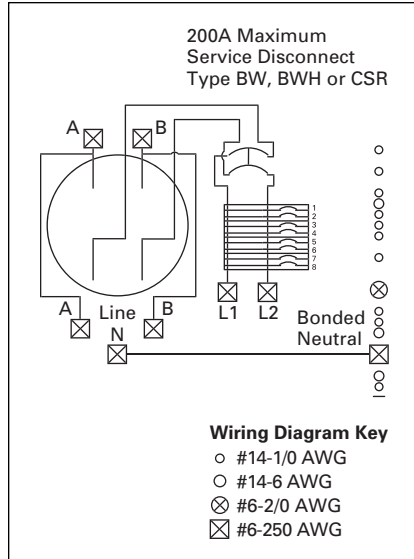 200A Maximum
Service Disconnect
Type BW, BWH or CSR
A
B
1
2
3
4
5
6
7
8
A
Line
B
N
L1
L2
Bonded
Neutral
Wiring Diagram Key
#14-1/0 AWG
#14-6 AWG
#6-2/0 AWG
#6-250 AWG